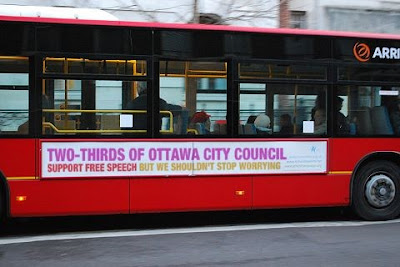 ARRI
TWO-THIRDS OF OTTAWA CITY COUNCIL
SUPPORT FREE SPEECH BUT WE SHOULDN'T STOP WORRYING